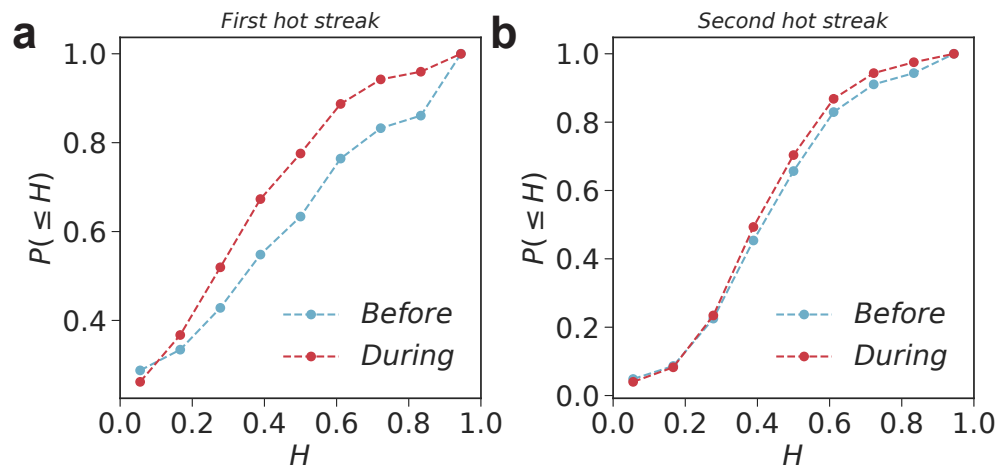 a
First hot streak
P( ≤ H)
1.0
0.8
0.6
0.4
0.0 0.2 0.4 0.6 0.8 1.0
H
Before
During
b
Second hot streak
P( ≤ H)
1.0
0.8
0.6
0.4
0.2
0.0
0.0 0.2 0.4 0.6 0.8 1.0
H
Before
During